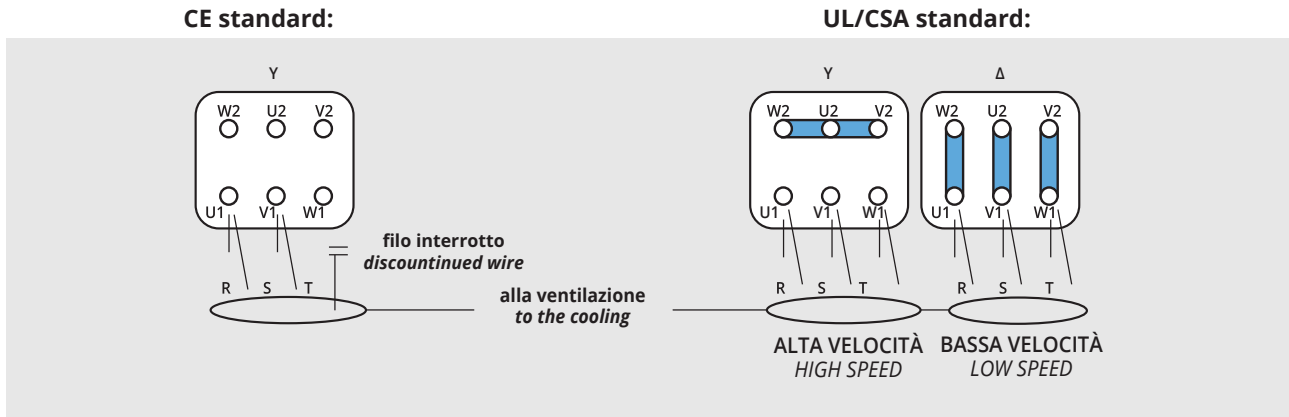 CE standard:
UL/CSA standard:
Y
Y
Δ
W2 U2 V2
W2 U2 V2
W2 U2 V2
U1 V1 W1
U1 V1 W1
U1 V1 W1
filo interrotto
discountinued wire
R S T
R S T
R S T
alla ventilazione
to the cooling
ALTA VELOCITÀ
HIGH SPEED
BASSA VELOCITÀ
LOW SPEED